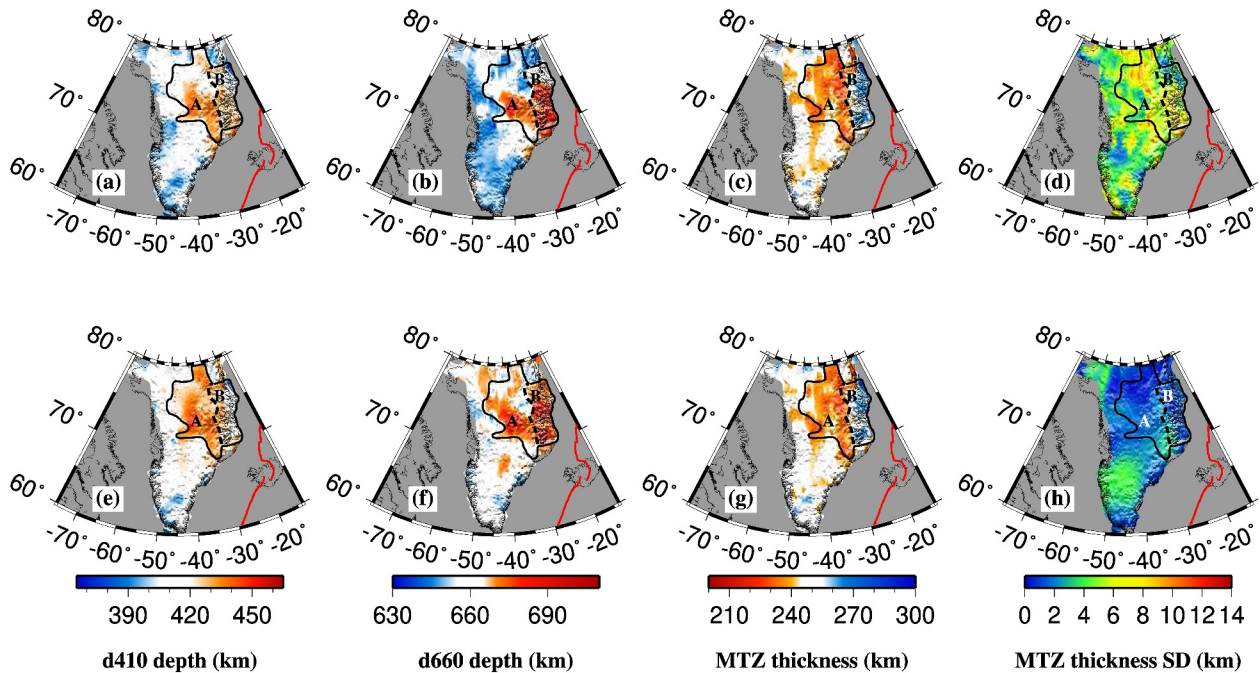 80° 80° 80° 80°
70° 70° 70° 70°
60° 60° 60° 60°
B B B B
A A A A
(a) (b) (c) (d)
-70° -60° -50° -40° -30° -20° -70° -60° -50° -40° -30° -20° -70° -60° -50° -40° -30° -20° -70° -60° -50° -40° -30° -20°
80° 80° 80° 80°
70° 70° 70° 70°
60° 60° 60° 60°
B B B B
A A A A
(e) (f) (g) (h)
-70° -60° -50° -40° -30° -20° -70° -60° -50° -40° -30° -20° -70° -60° -50° -40° -30° -20° -70° -60° -50° -40° -30° -20°
390 420 450 630 660 690 210 240 270 300 0 2 4 6 8 10 12 14
d410 depth (km) d660 depth (km) MTZ thickness (km) MTZ thickness SD (km)